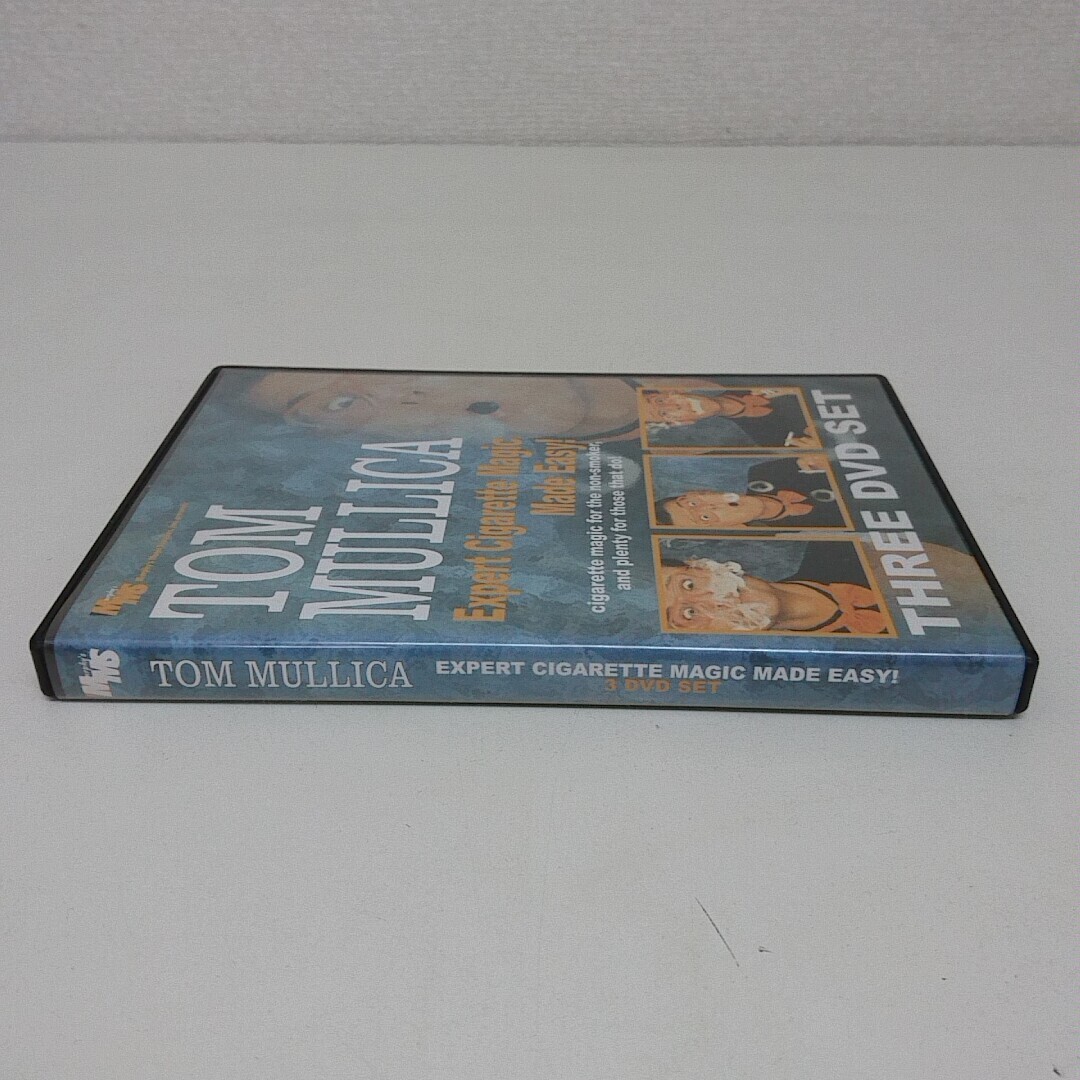 TOM
MULLICA
Expert Cigarette Magic
Made Easy!
cigarette magic for the non-smoker,
and plenty for those that do!
THREE DVD SET
TOM MULLICA
EXPERT CIGARETTE MAGIC MADE EASY!
3 DVD SET